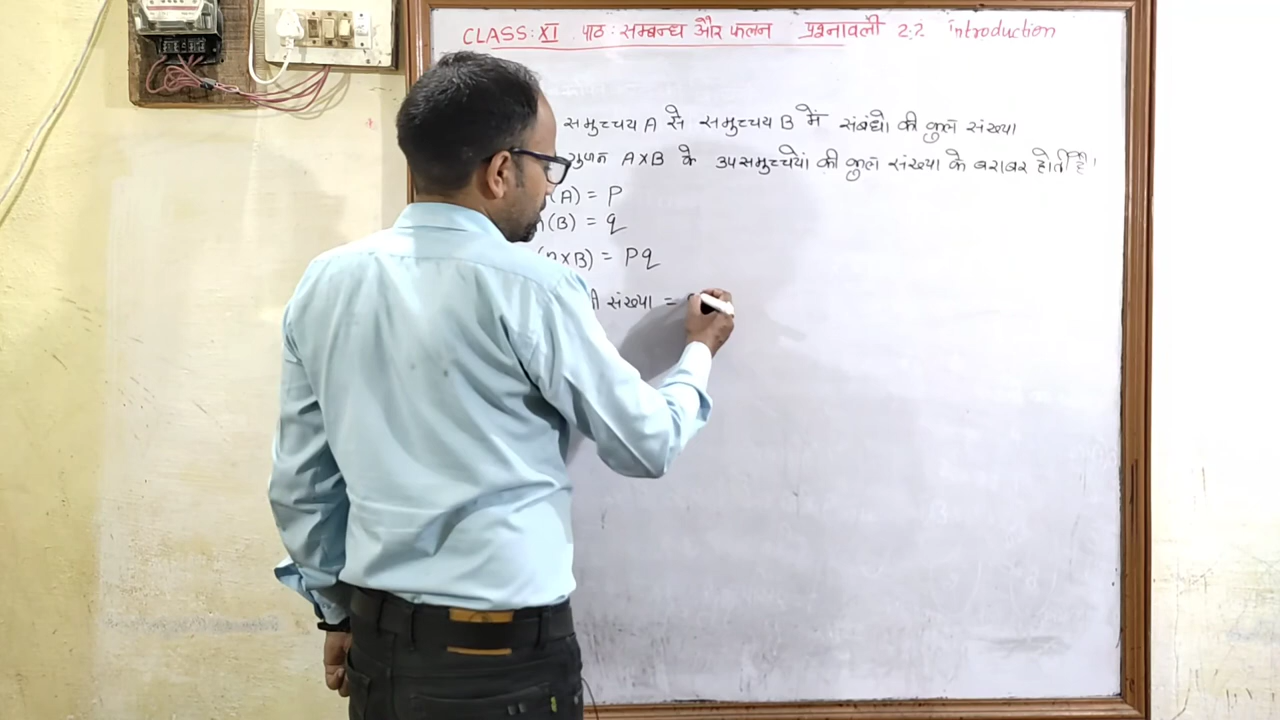 CLASS: XI पाठ: सम्बन्ध और फलन प्रश्नावली 2.2 introduction
समुच्चय A से समुच्चय B में संबंधो की कुल संख्या
गुणन A×B के उपसमुच्चयों की कुल संख्या के बराबर होती है।
(A) = P
n(B) = q
(n×B) = Pq
की संख्या =